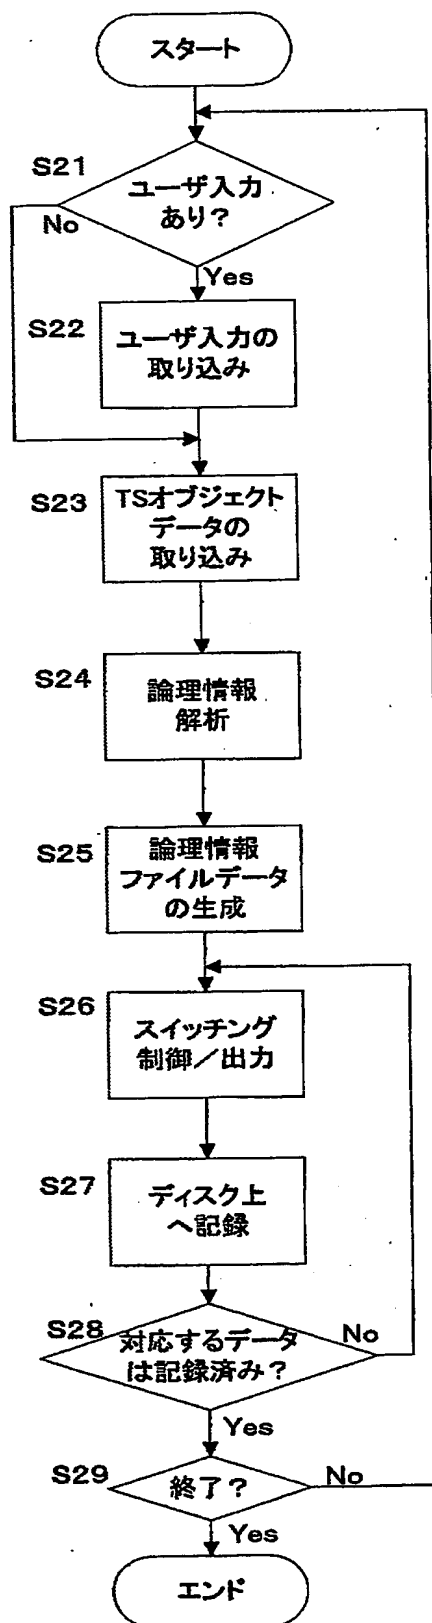 スタート
S21
ユーザ入力
あり？
No
Yes
S22
ユーザ入力の
取り込み
S23
TSオブジェクト
データの
取り込み
S24
論理情報
解析
S25
論理情報
ファイルデータ
の生成
S26
スイッチング
制御／出力
S27
ディスク上
へ記録
S28
対応するデータ
は記録済み？
No
Yes
S29
終了？
No
Yes
エンド